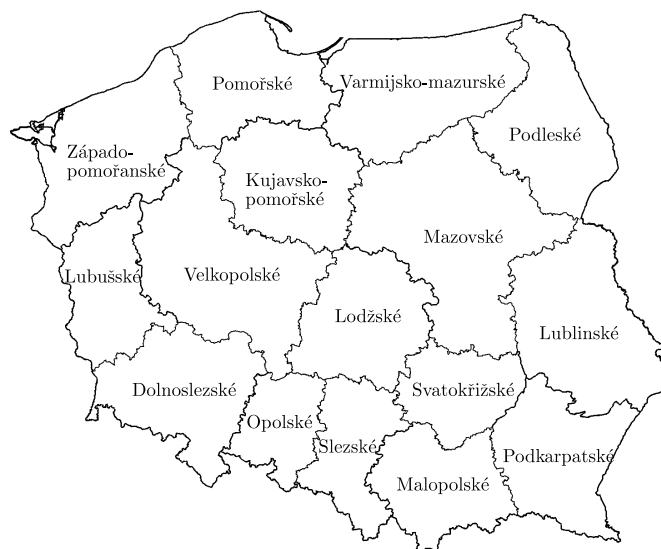 Pomořské
Varmijsko-mazurské
Podleské
Západo-
pomořanské
Kujavsko-
pomořské
Mazovské
Lubušské
Velkopolské
Lodžské
Lublinské
Dolnoslezské
Svatokřižské
Opolské
Slezské
Podkarpatské
Malopolské